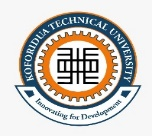 KOFORIDUA TECHNICAL UNIVERSITY
Innovating for Development